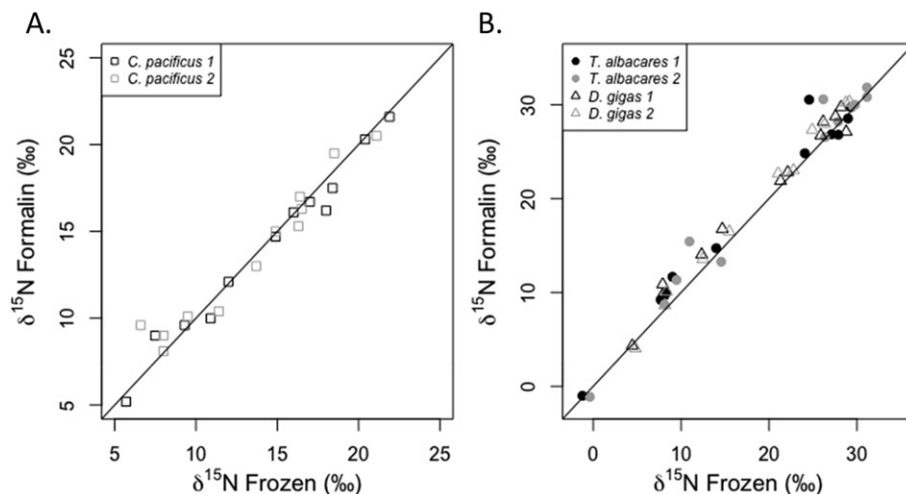 A.
B.
C. pacificus 1
C. pacificus 2
T. albacares 1
T. albacares 2
D. gigas 1
D. gigas 2
δ¹⁵N Formalin (‰)
25
20
15
10
5
5 10 15 20 25
δ¹⁵N Frozen (‰)
δ¹⁵N Formalin (‰)
30
20
10
0
0 10 20 30
δ¹⁵N Frozen (‰)